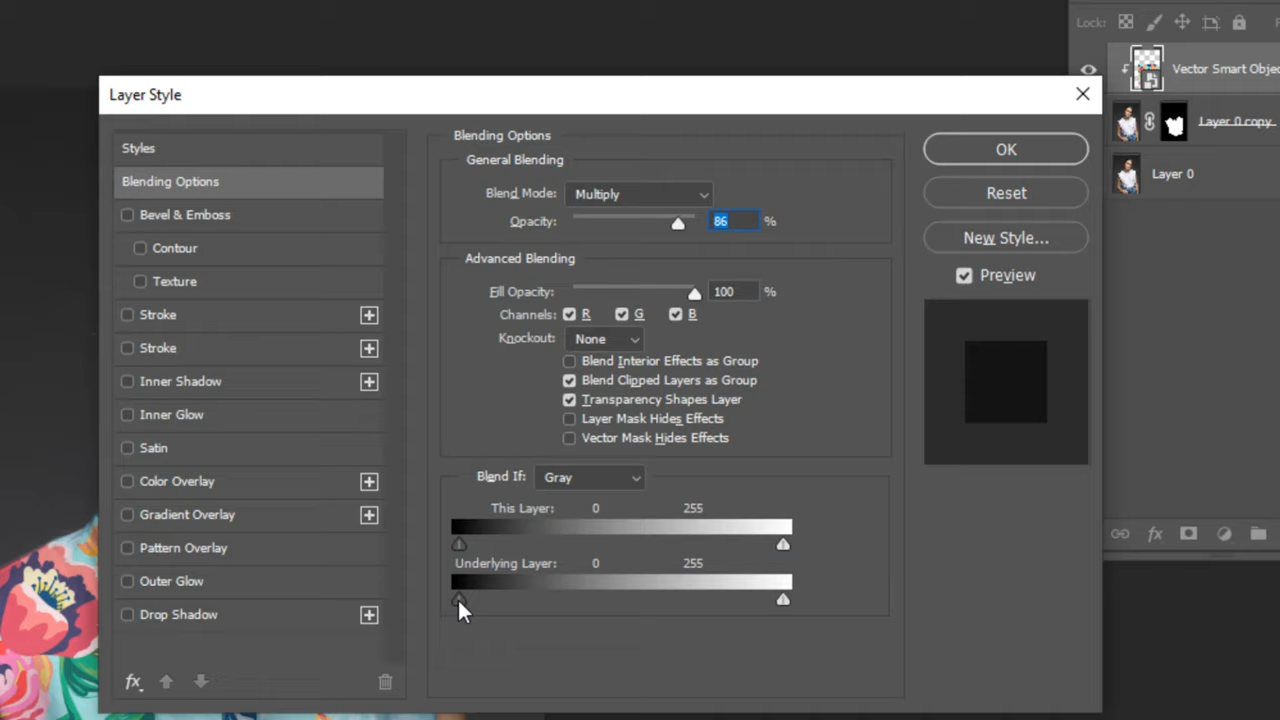 Lock:
Vector Smart Objec
Layer 0 copy
Layer 0
Layer Style
Styles
Blending Options
Bevel & Emboss
Contour
Texture
Stroke
Stroke
Inner Shadow
Inner Glow
Satin
Color Overlay
Gradient Overlay
Pattern Overlay
Outer Glow
Drop Shadow
fx
Blending Options
General Blending
Blend Mode: Multiply
Opacity: 86 %
Advanced Blending
Fill Opacity: 100 %
Channels: R G B
Knockout: None
Blend Interior Effects as Group
Blend Clipped Layers as Group
Transparency Shapes Layer
Layer Mask Hides Effects
Vector Mask Hides Effects
Blend If: Gray
This Layer: 0 255
Underlying Layer: 0 255
OK
Reset
New Style...
Preview
fx